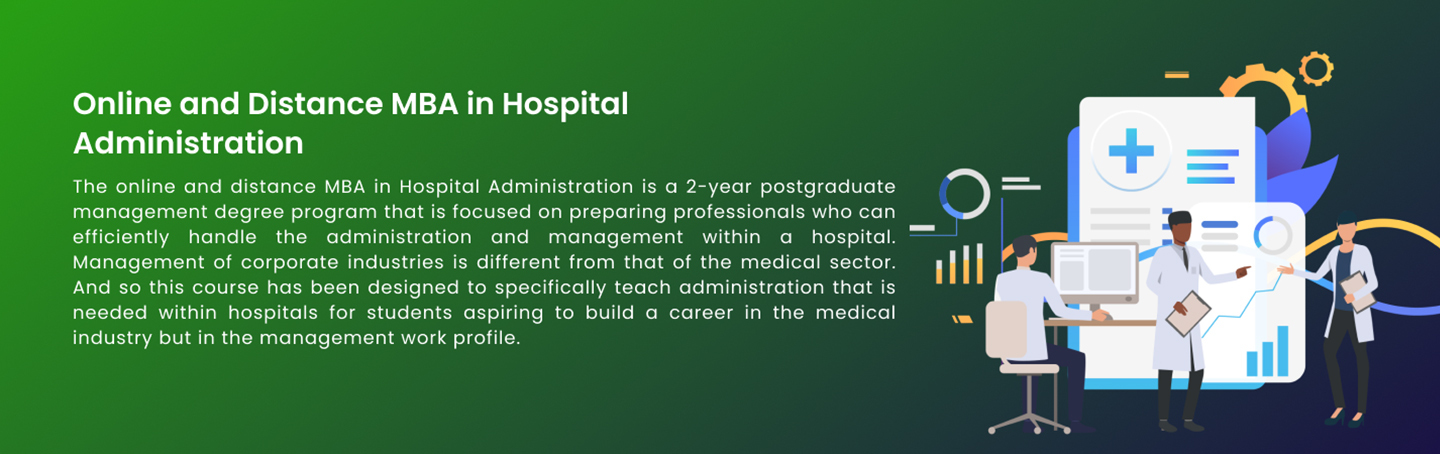 Online and Distance MBA in Hospital
Administration
The online and distance MBA in Hospital Administration is a 2-year postgraduate
management degree program that is focused on preparing professionals who can
efficiently handle the administration and management within a hospital.
Management of corporate industries is different from that of the medical sector.
And so this course has been designed to specifically teach administration that is
needed within hospitals for students aspiring to build a career in the medical
industry but in the management work profile.